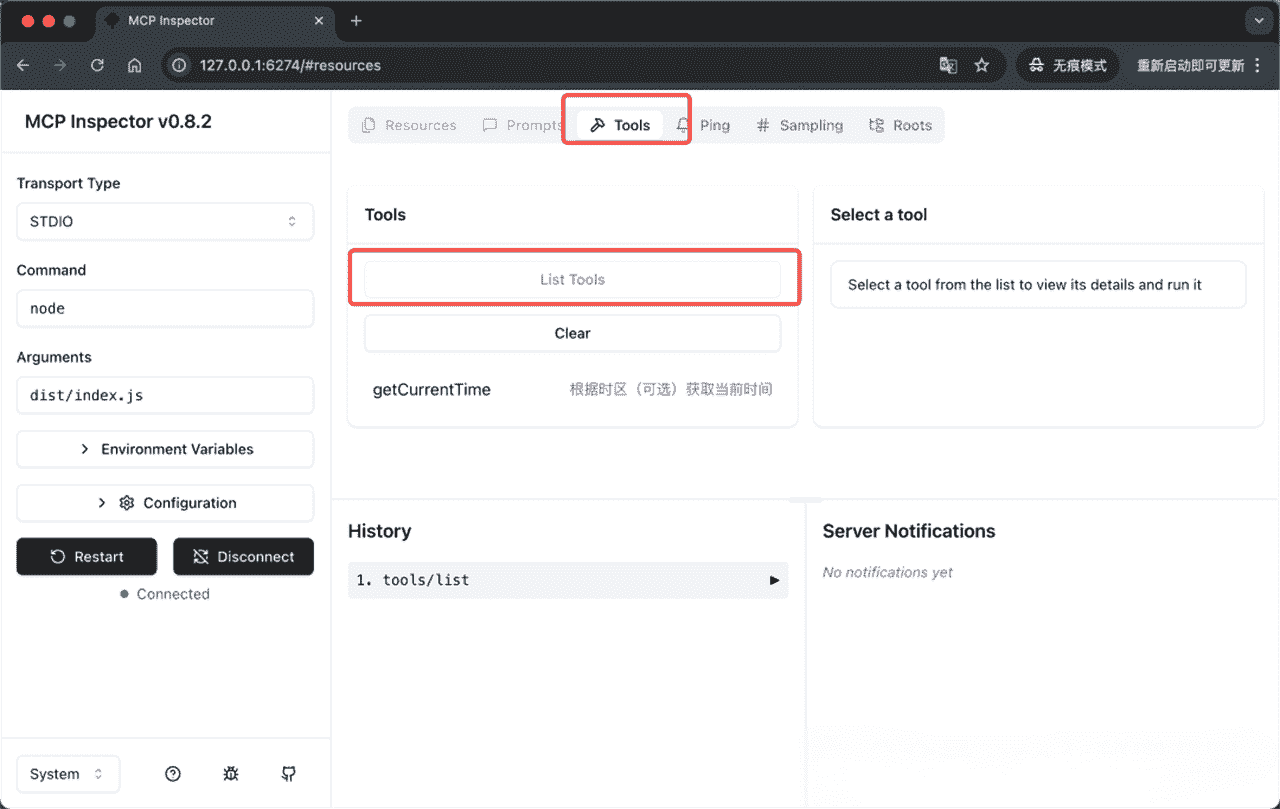 MCP Inspector
127.0.0.1:6274/#resources
无痕模式
重新启动即可更新
MCP Inspector v0.8.2
Resources
Prompts
Tools
Ping
Sampling
Roots
Transport Type
STDIO
Command
node
Arguments
dist/index.js
Environment Variables
Configuration
Restart
Disconnect
Connected
System
Tools
List Tools
Clear
getCurrentTime
根据时区（可选）获取当前时间
Select a tool
Select a tool from the list to view its details and run it
History
1. tools/list
Server Notifications
No notifications yet